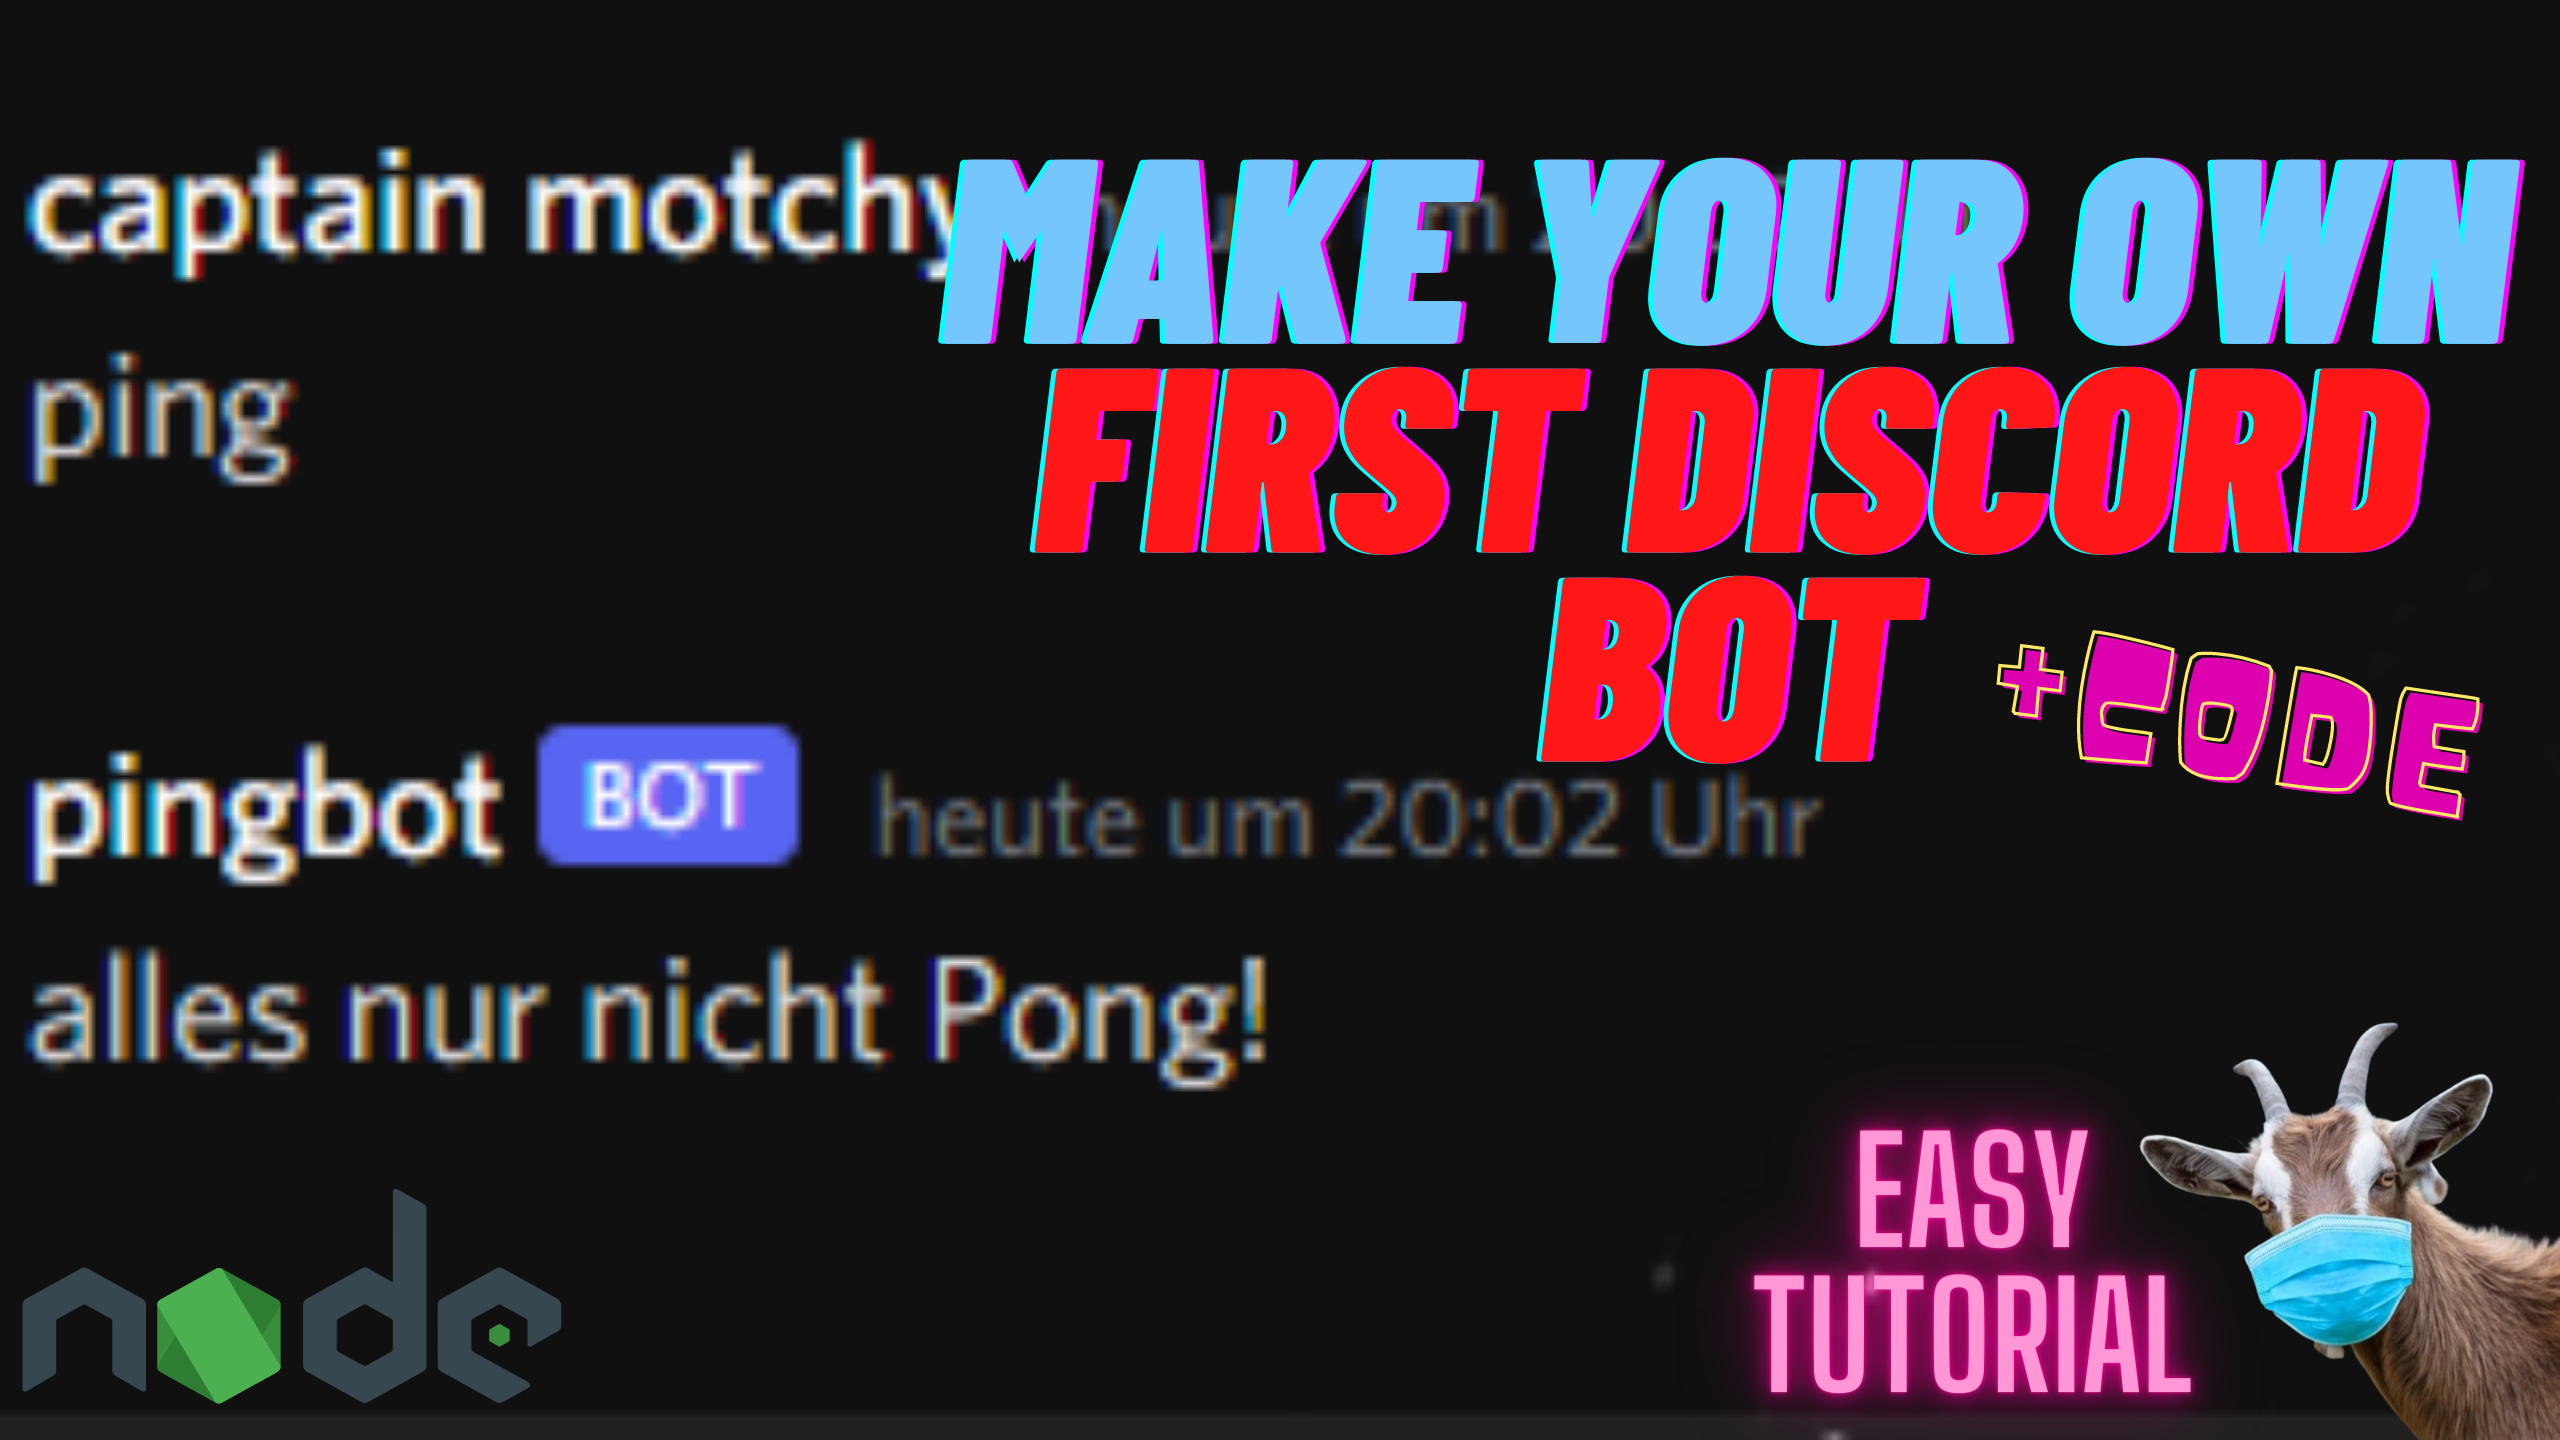 captain motchy
MAKE YOUR OWN
ping
FIRST DISCORD
BOT
+CODE
pingbot BOT heute um 20:02 Uhr
alles nur nicht Pong!
EASY
TUTORIAL
node